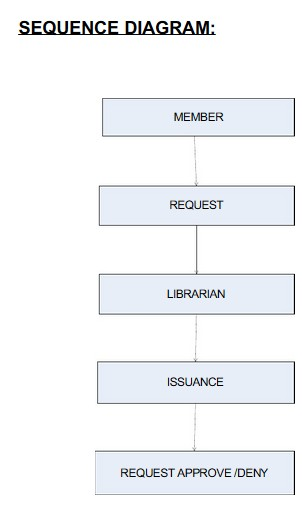 SEQUENCE DIAGRAM:
MEMBER
REQUEST
LIBRARIAN
ISSUANCE
REQUEST APPROVE /DENY